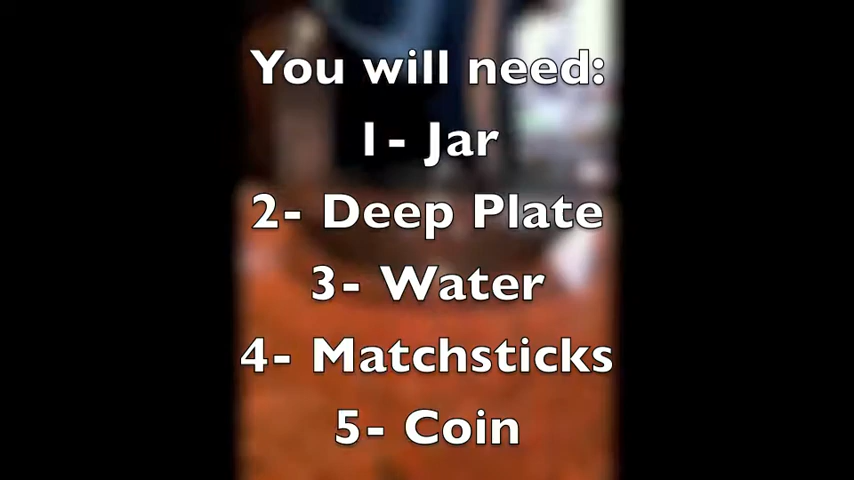 You will need:
1- Jar
2- Deep Plate
3- Water
4- Matchsticks
5- Coin